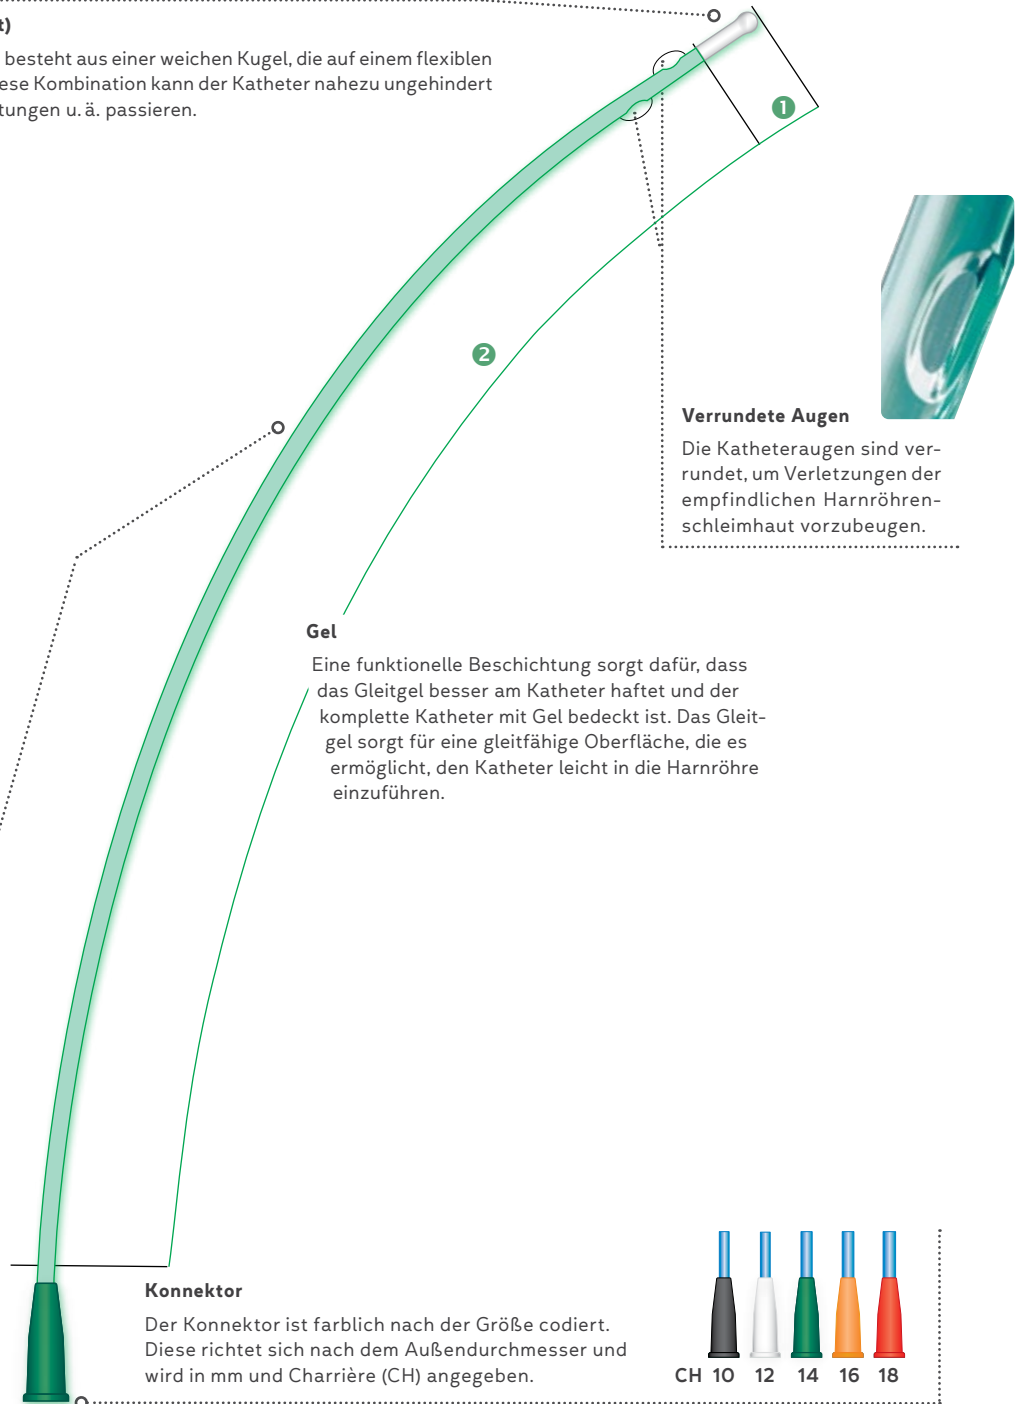 t)
besteht aus einer weichen Kugel, die auf einem flexiblen
ese Kombination kann der Katheter nahezu ungehindert
tungen u. ä. passieren.
1
2
Verrundete Augen
Die Katheteraugen sind ver-
rundet, um Verletzungen der
empfindlichen Harnröhren-
schleimhaut vorzubeugen.
Gel
Eine funktionelle Beschichtung sorgt dafür, dass
das Gleitgel besser am Katheter haftet und der
komplette Katheter mit Gel bedeckt ist. Das Gleit-
gel sorgt für eine gleitfähige Oberfläche, die es
ermöglicht, den Katheter leicht in die Harnröhre
einzuführen.
Konnektor
Der Konnektor ist farblich nach der Größe codiert.
Diese richtet sich nach dem Außendurchmesser und
wird in mm und Charrière (CH) angegeben.
CH 10 12 14 16 18